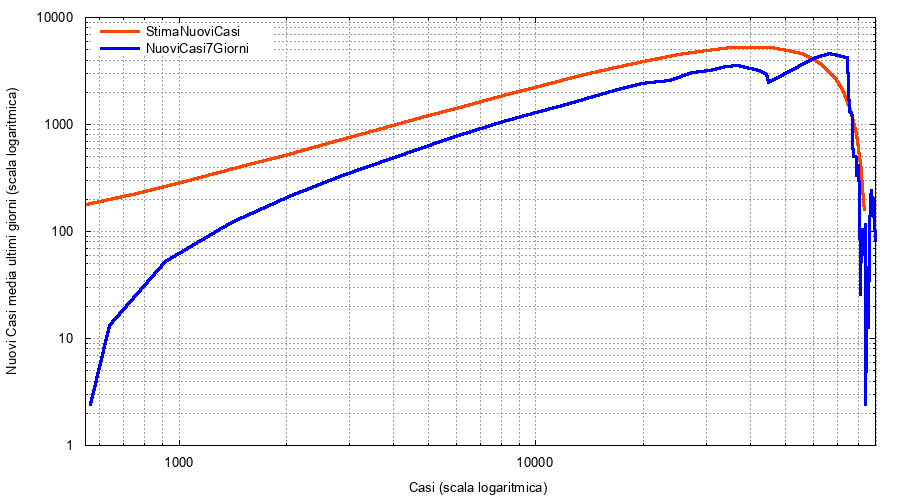 10000
StimaNuoviCasi
NuoviCasi7Giorni
1000
100
10
1
Nuovi Casi media ultimi giorni (scala logaritmica)
1000
10000
Casi (scala logaritmica)